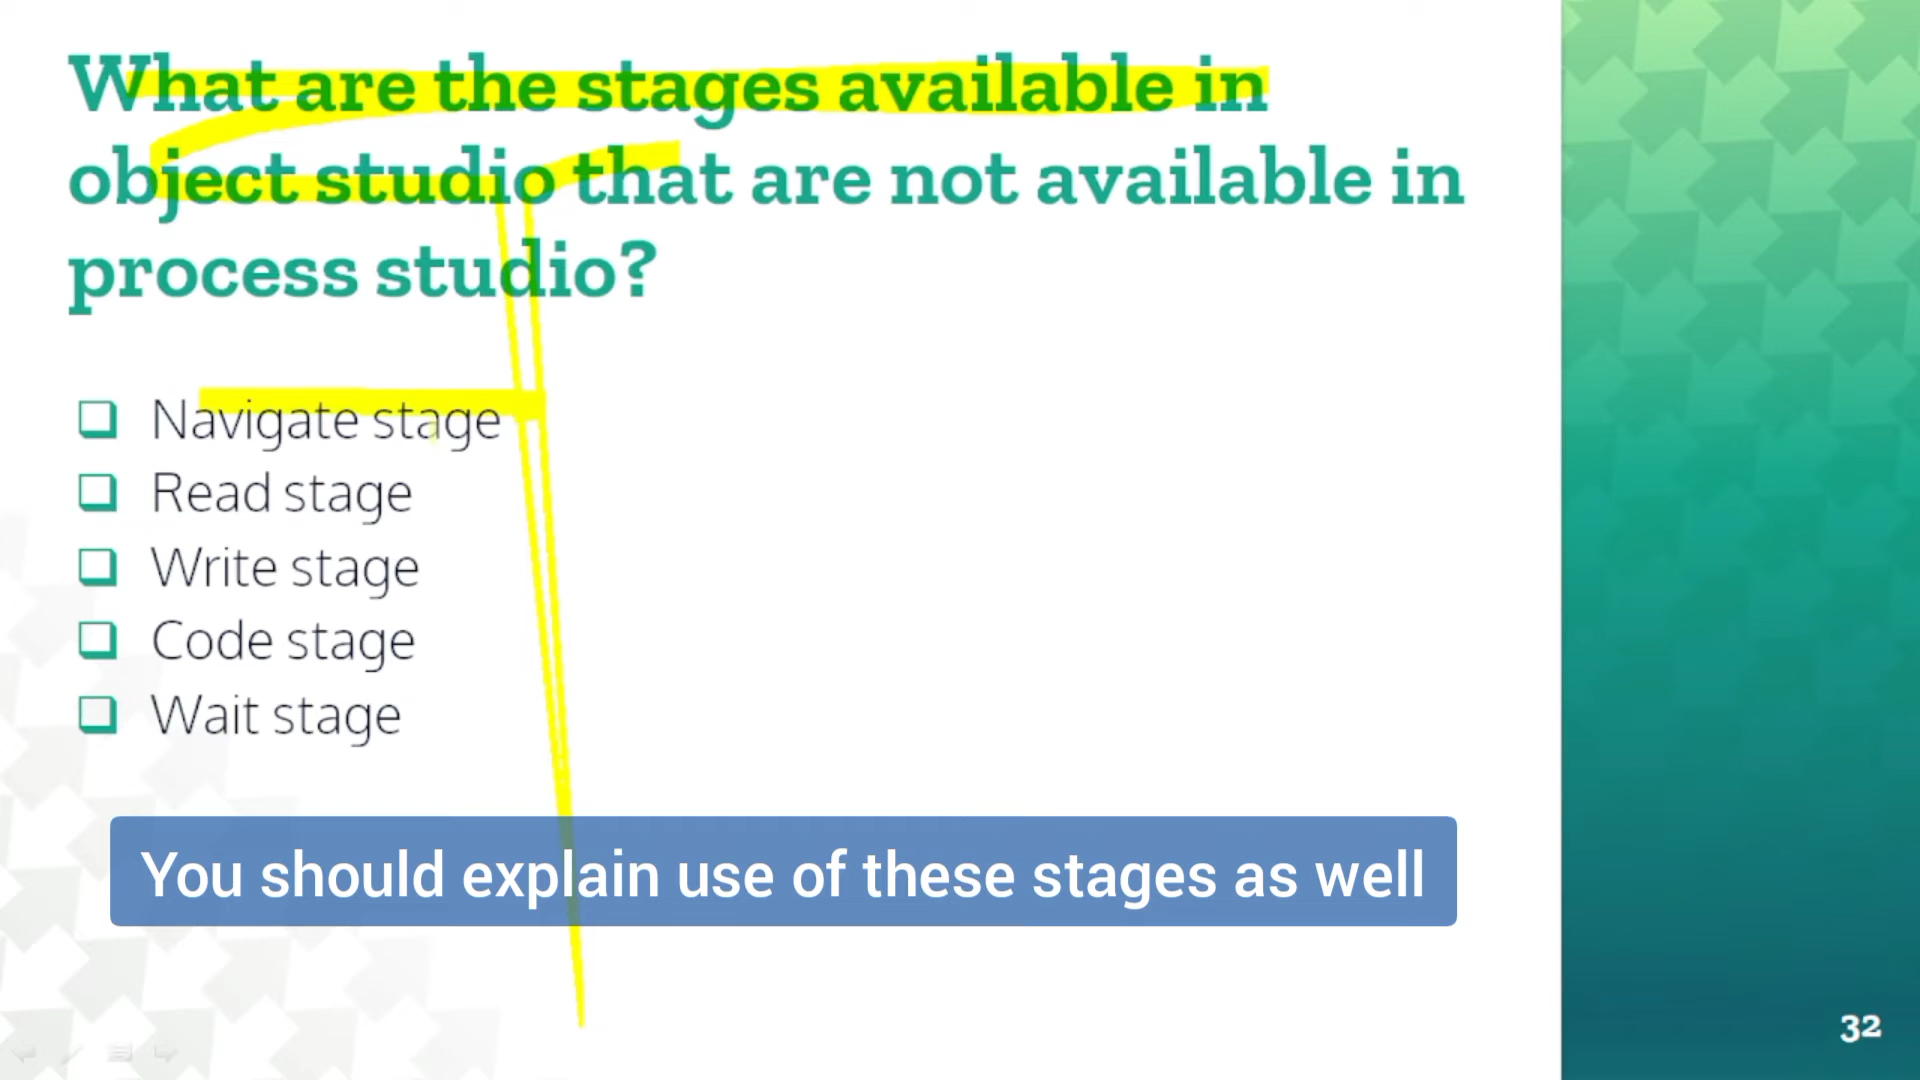 What are the stages available in
object studio that are not available in
process studio?
Navigate stage
Read stage
Write stage
Code stage
Wait stage
You should explain use of these stages as well
32